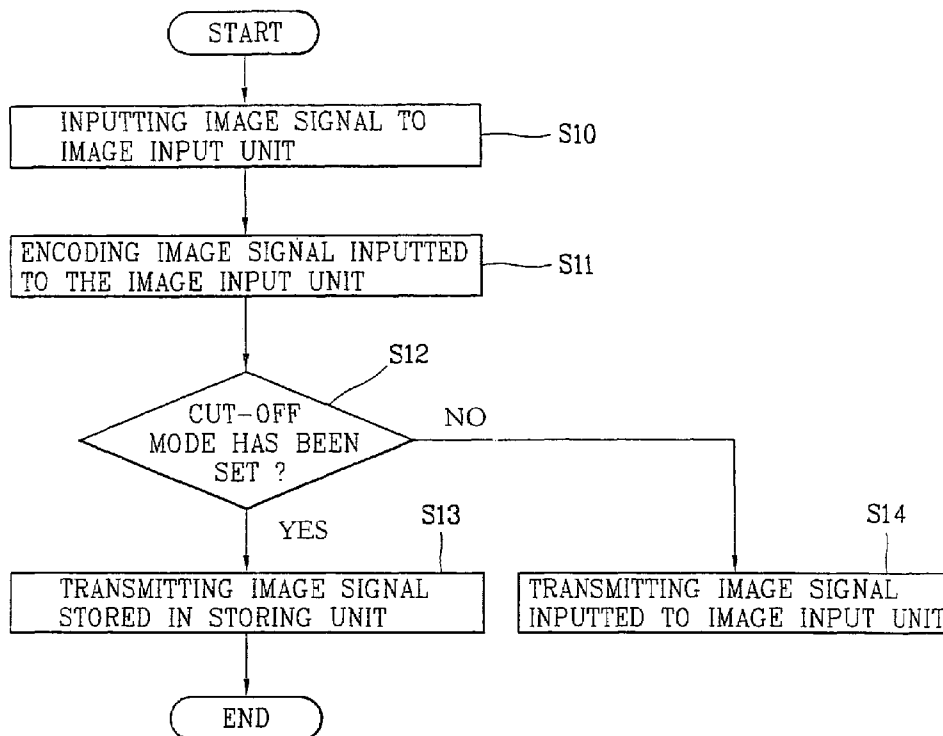 START
INPUTTING IMAGE SIGNAL TO
IMAGE INPUT UNIT
S10
ENCODING IMAGE SIGNAL INPUTTED
TO THE IMAGE INPUT UNIT
S11
S12
CUT-OFF
MODE HAS BEEN
SET ?
NO
YES
S13
TRANSMITTING IMAGE SIGNAL
STORED IN STORING UNIT
S14
TRANSMITTING IMAGE SIGNAL
INPUTTED TO IMAGE INPUT UNIT
END